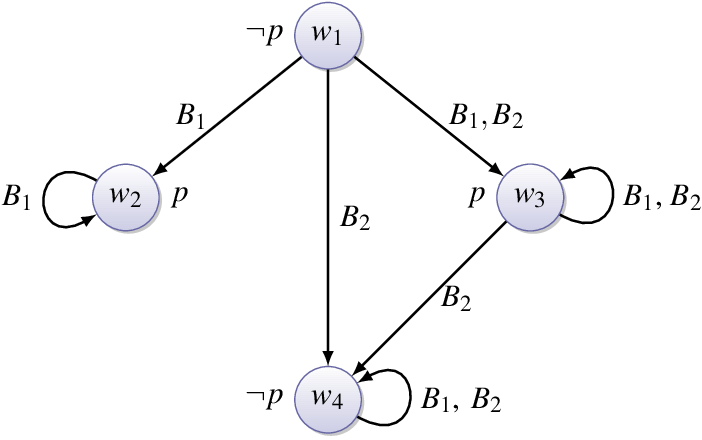 ¬p w₁
B₁ B₁, B₂
B₁ w₂ p p w₃ B₁, B₂
B₂
B₂
¬p w₄ B₁, B₂